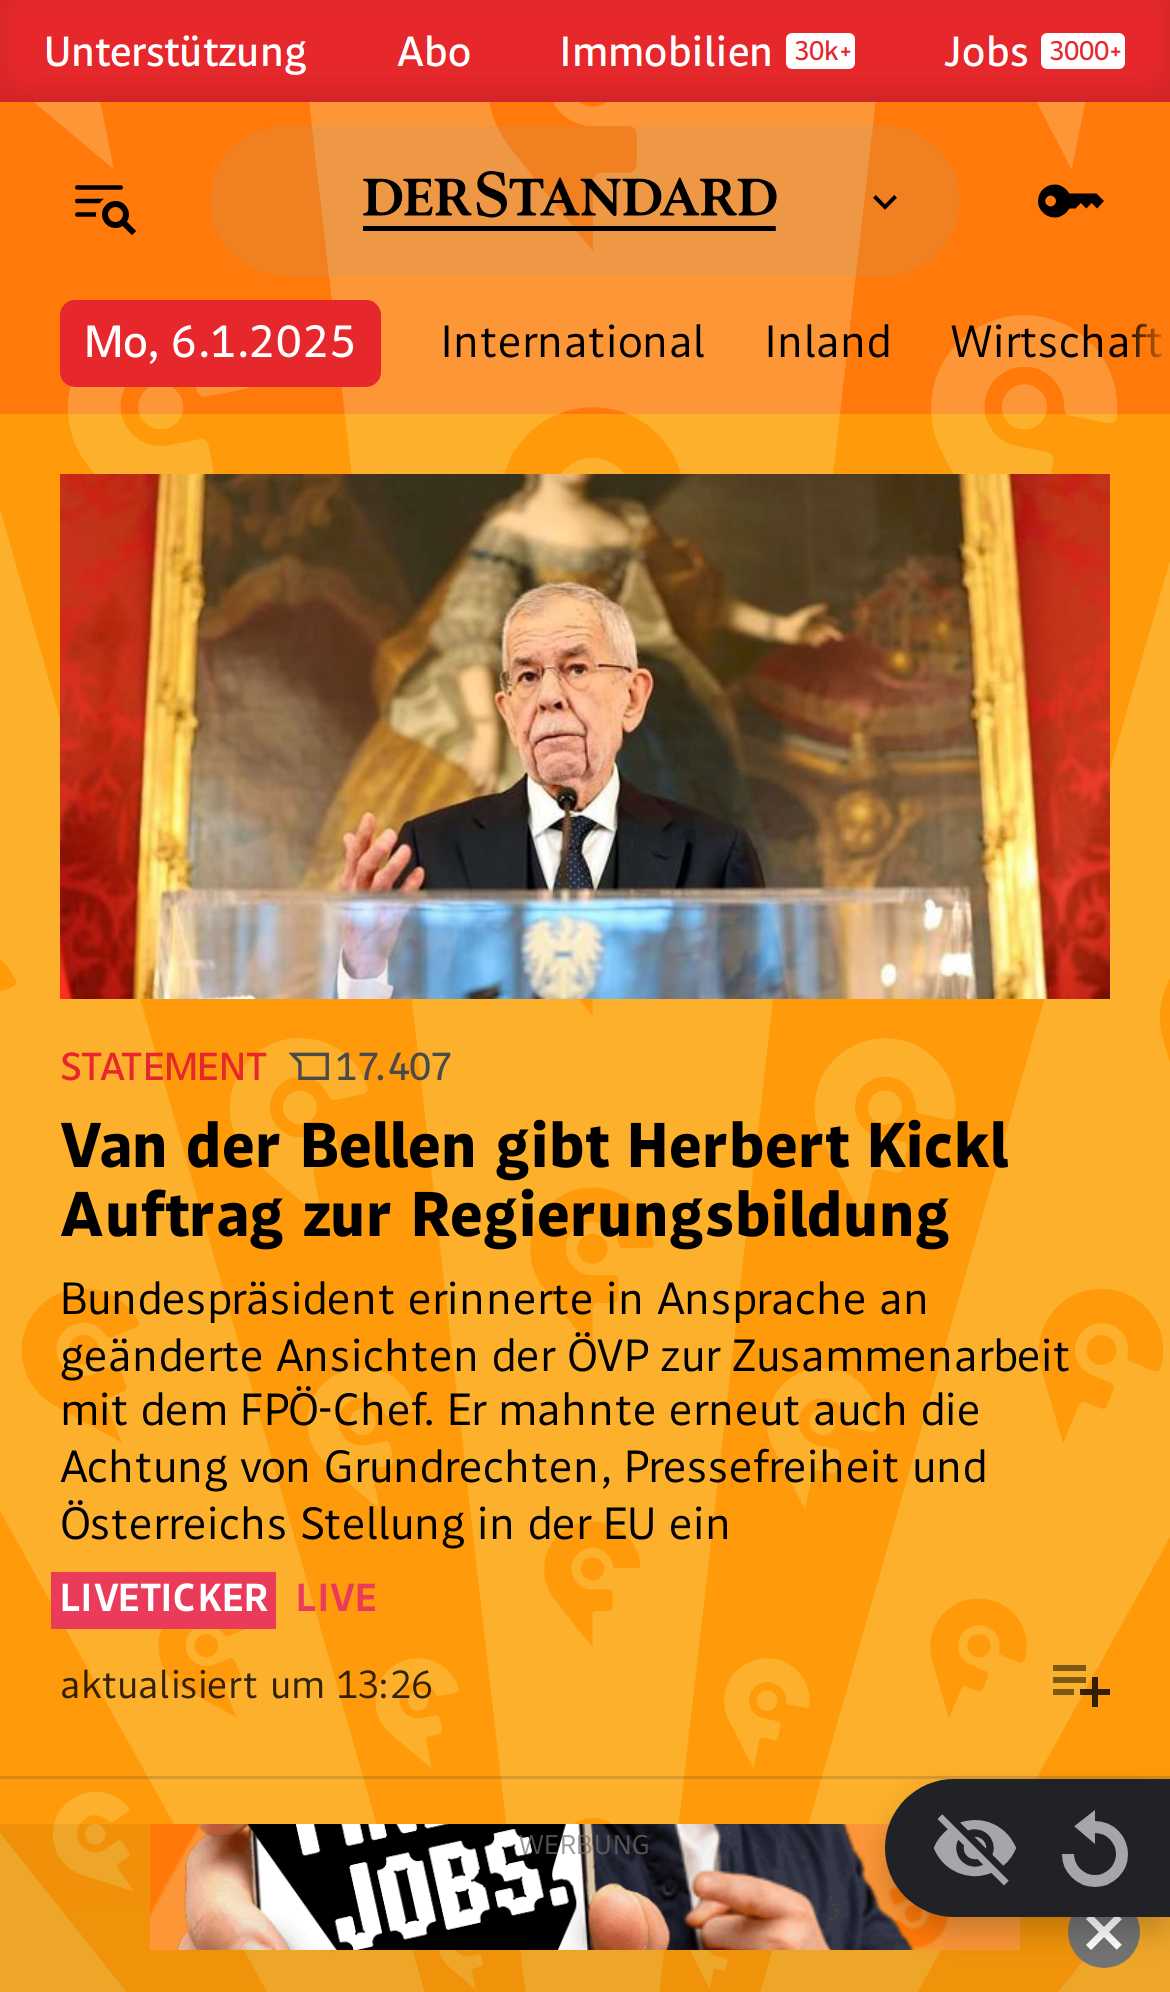 Unterstützung Abo Immobilien 30k+ Jobs 3000+
DERSTANDARD
Mo, 6.1.2025 International Inland Wirtschaft
STATEMENT 17.407
Van der Bellen gibt Herbert Kickl
Auftrag zur Regierungsbildung
Bundespräsident erinnerte in Ansprache an
geänderte Ansichten der ÖVP zur Zusammenarbeit
mit dem FPÖ-Chef. Er mahnte erneut auch die
Achtung von Grundrechten, Pressefreiheit und
Österreichs Stellung in der EU ein
LIVETICKER LIVE
aktualisiert um 13:26
WERBUNG
JOBS.